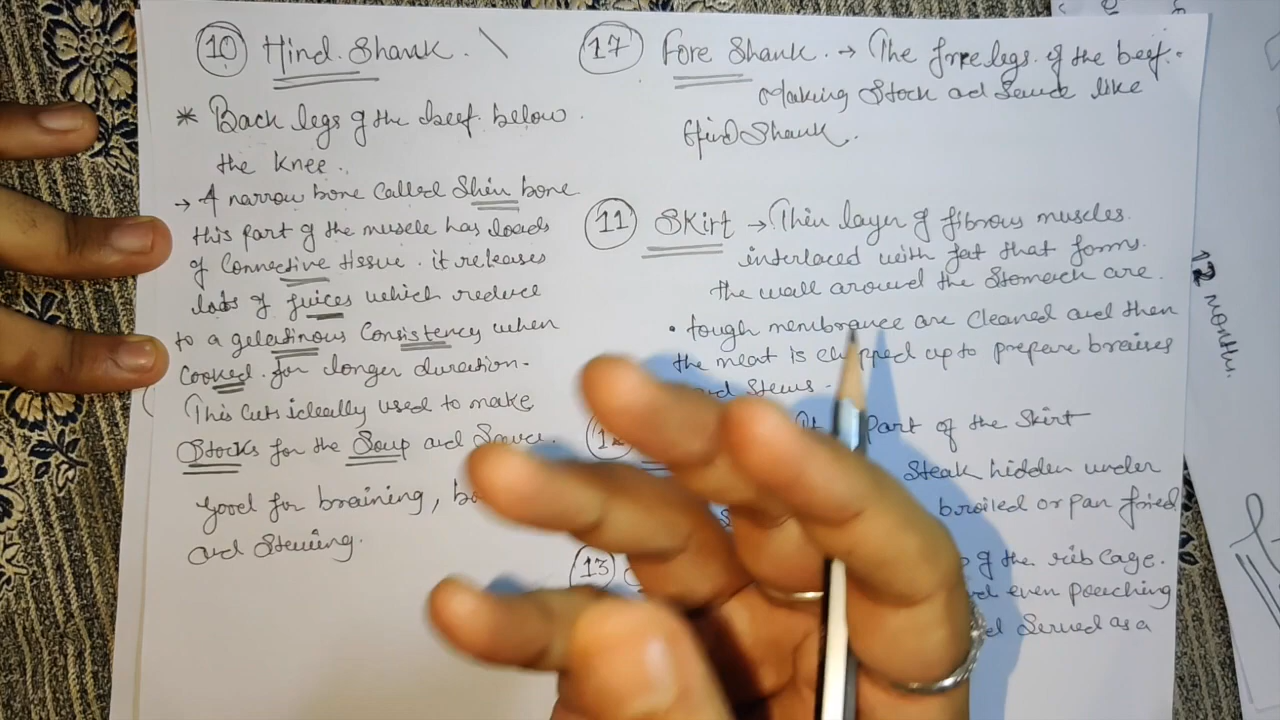 10 Hind Shank.
* Back legs of the beef below
the Knee.
→ A narrow bone Called Shin bone
this part of the muscle has loads
of Connective tissue. it releases
lots of juices which reduce
to a gelatinous Consistency when
Cooked for longer duration.
This Cuts ideally used to make
Stocks for the Soup and Sauce.
good for braining,
and Stewing.
17 Fore Shank. → The fore legs of the beef.
Making Stock and Sauce like
Hind Shank.
11 Skirt → Thin layer of fibrous muscles
interlaced with fat that forms
the wall around the Stomach are.
• tough membrance are Cleaned and then
the meat is chopped up to prepare braises
and Stews.
12 Part of the Skirt
Steak hidden under
broiled or pan fried
13 of the rib Cage.
even poaching
Served as a
12 Months.